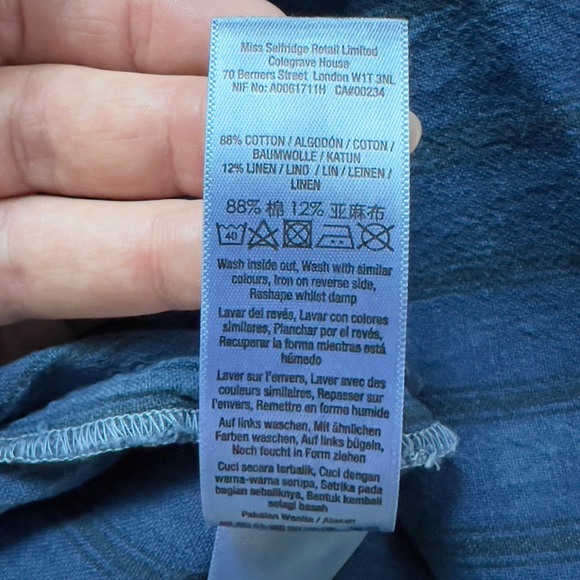 Miss Selfridge Retail Limited
Colegrave House
70 Berners Street London W1T 3NL
NIF No: A0061711H CA#00234
88% COTTON / ALGODÓN / COTON /
BAUMWOLLE / KATUN
12% LINEN / LINO / LIN / LEINEN /
LINEN
88% 棉 12% 亚麻布
40
Wash inside out, Wash with similar
colours, Iron on reverse side,
Reshape whilst damp
Lavar del revés, Lavar con colores
similares, Planchar por el revés,
Recuperar la forma mientras está
húmedo
Laver sur l'envers, Laver avec des
couleurs similaires, Repasser sur
l'envers, Remettre en forme humide
Auf links waschen, Mit ähnlichen
Farben waschen, Auf links bügeln,
Noch feucht in Form ziehen
Cuci secara terbalik, Cuci dengan
warna-warna serupa, Setrika pada
bagian sebaliknya, Bentuk kembali
selagi basah
Pakaian Wanita /